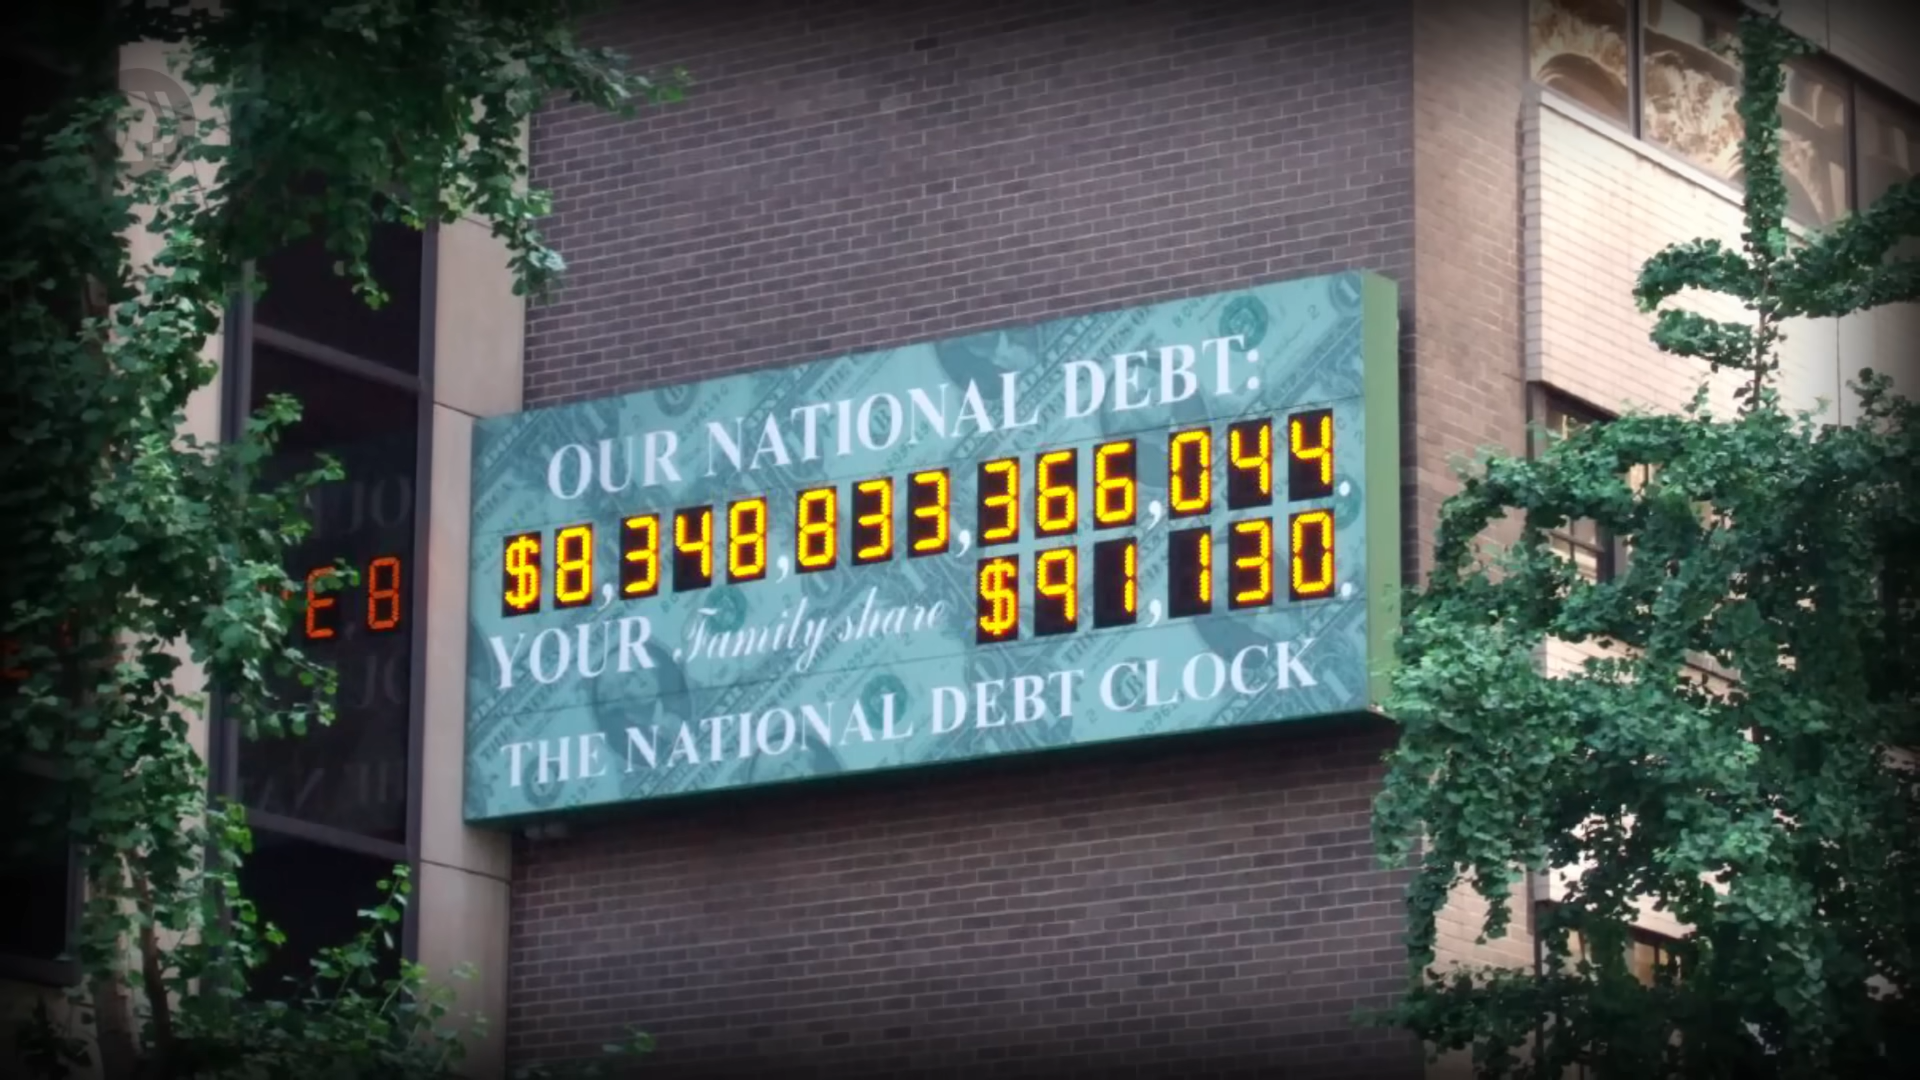 OUR NATIONAL DEBT:
$8,348,833,366,044.
YOUR Family share $91,130.
THE NATIONAL DEBT CLOCK